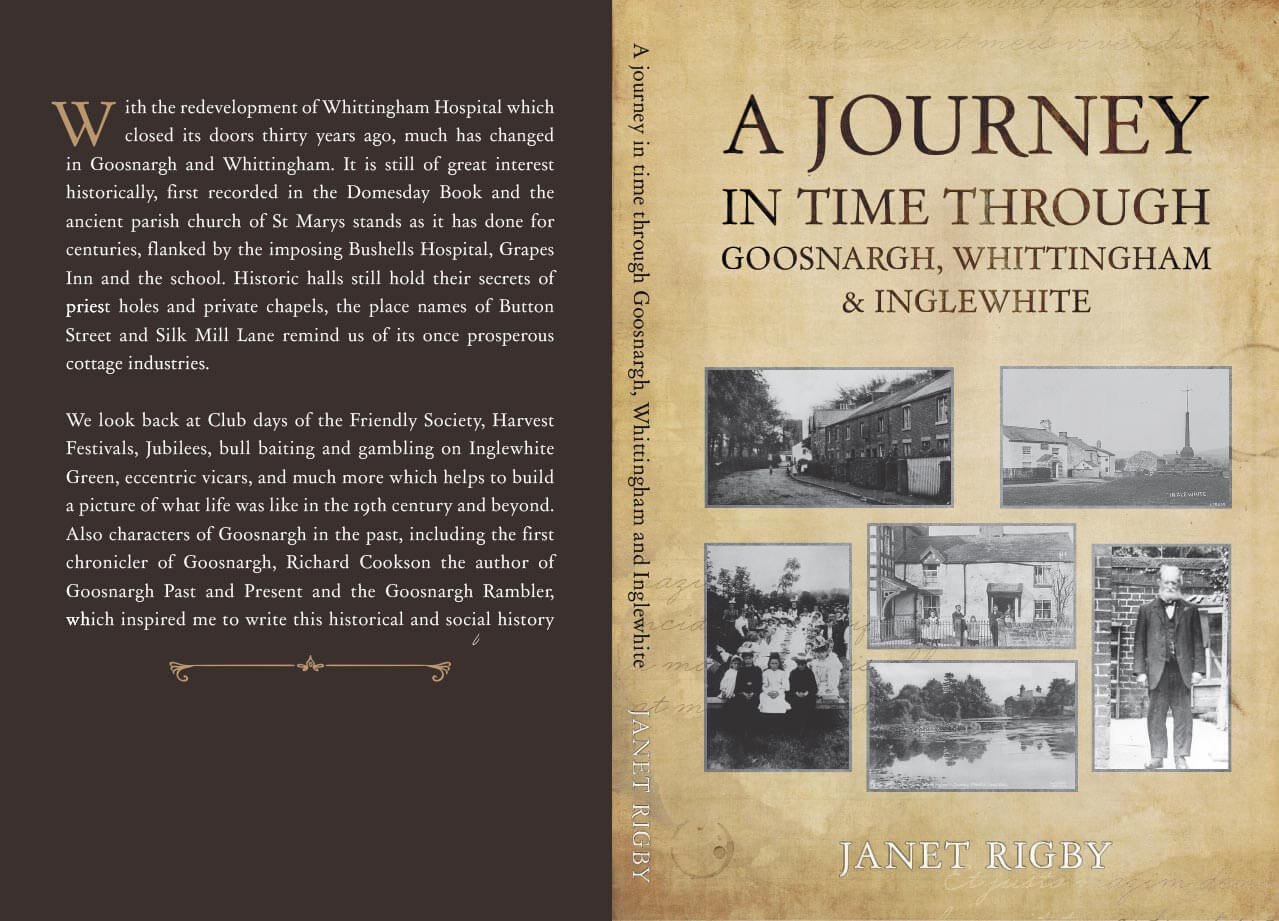 With the redevelopment of Whittingham Hospital which
closed its doors thirty years ago, much has changed
in Goosnargh and Whittingham. It is still of great interest
historically, first recorded in the Domesday Book and the
ancient parish church of St Marys stands as it has done for
centuries, flanked by the imposing Bushells Hospital, Grapes
Inn and the school. Historic halls still hold their secrets of
priest holes and private chapels, the place names of Button
Street and Silk Mill Lane remind us of its once prosperous
cottage industries.
We look back at Club days of the Friendly Society, Harvest
Festivals, Jubilees, bull baiting and gambling on Inglewhite
Green, eccentric vicars, and much more which helps to build
a picture of what life was like in the 19th century and beyond.
Also characters of Goosnargh in the past, including the first
chronicler of Goosnargh, Richard Cookson the author of
Goosnargh Past and Present and the Goosnargh Rambler,
which inspired me to write this historical and social history
A journey in time through Goosnargh, Whittingham and Inglewhite
JANET RIGBY
A JOURNEY
IN TIME THROUGH
GOOSNARGH, WHITTINGHAM
& INGLEWHITE
INGLEWHITE
JANET RIGBY